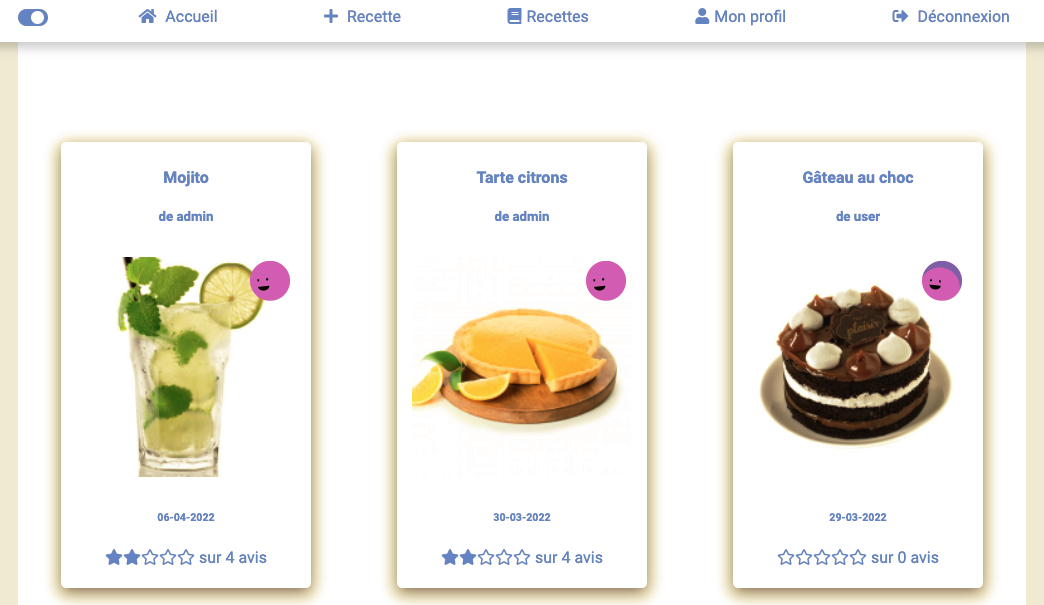 Accueil Recette Recettes Mon profil Déconnexion
Mojito
de admin
06-04-2022
sur 4 avis
Tarte citrons
de admin
30-03-2022
sur 4 avis
Gâteau au choc
de user
plaisir
29-03-2022
sur 0 avis